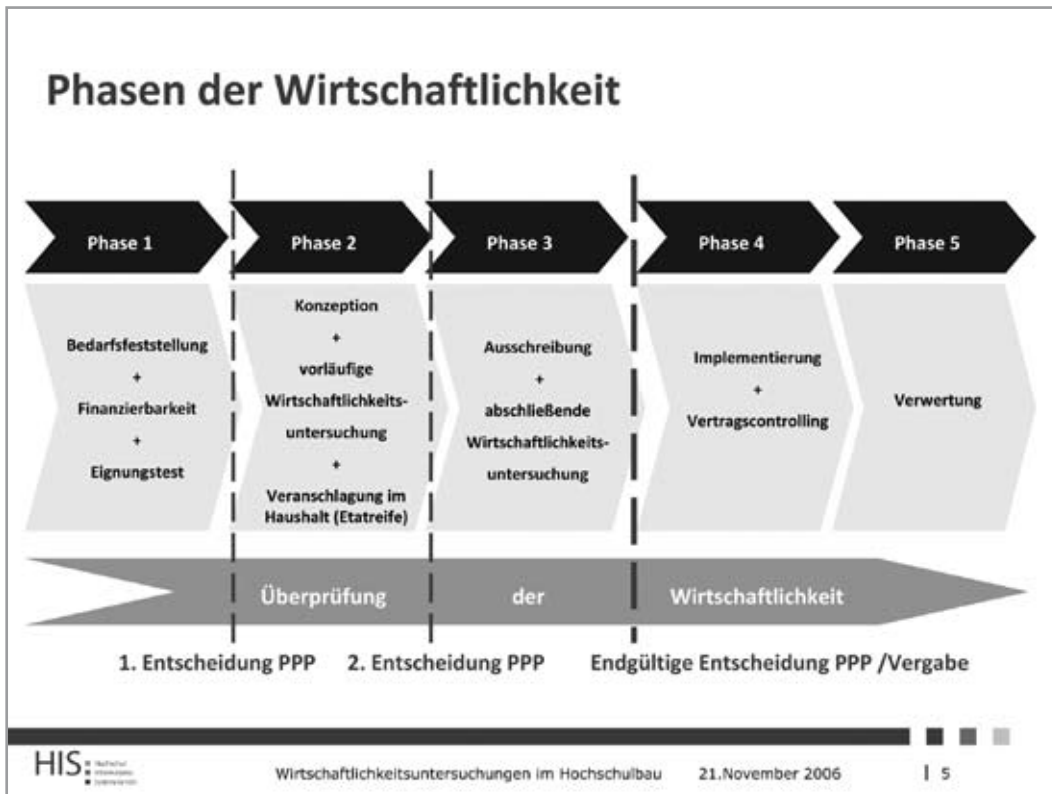 Phasen der Wirtschaftlichkeit
Phase 1
Phase 2
Phase 3
Phase 4
Phase 5
Bedarfsfeststellung
+
Finanzierbarkeit
+
Eignungstest
Konzeption
+
vorläufige
Wirtschaftlichkeits-
untersuchung
+
Veranschlagung im
Haushalt (Etatreife)
Ausschreibung
+
abschließende
Wirtschaftlichkeits-
untersuchung
Implementierung
+
Vertragscontrolling
Verwertung
Überprüfung der Wirtschaftlichkeit
1. Entscheidung PPP
2. Entscheidung PPP
Endgültige Entscheidung PPP /Vergabe
HIS
Wirtschaftlichkeitsuntersuchungen im Hochschulbau 21.November 2006 | 5